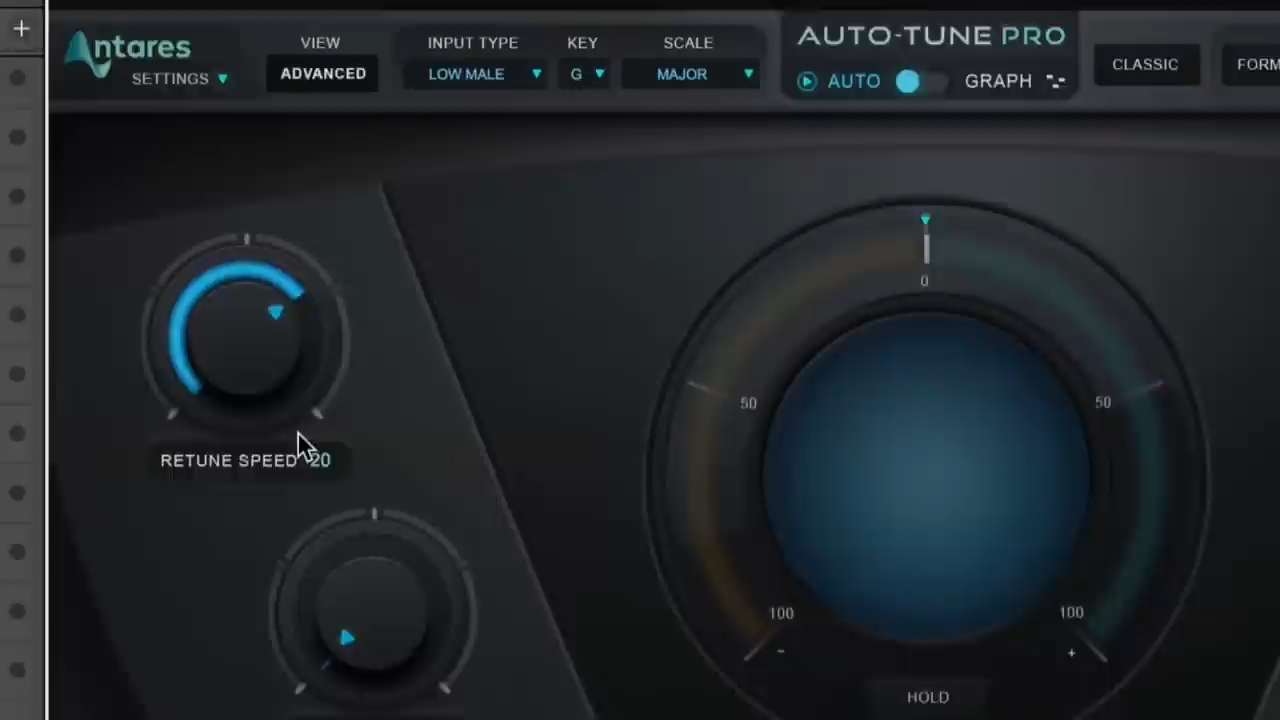 +
Antares
SETTINGS
VIEW
ADVANCED
INPUT TYPE
LOW MALE
KEY
G
SCALE
MAJOR
AUTO-TUNE PRO
AUTO
GRAPH
CLASSIC
FORM
RETUNE SPEED 20
0
50
50
100
100
-
+
HOLD